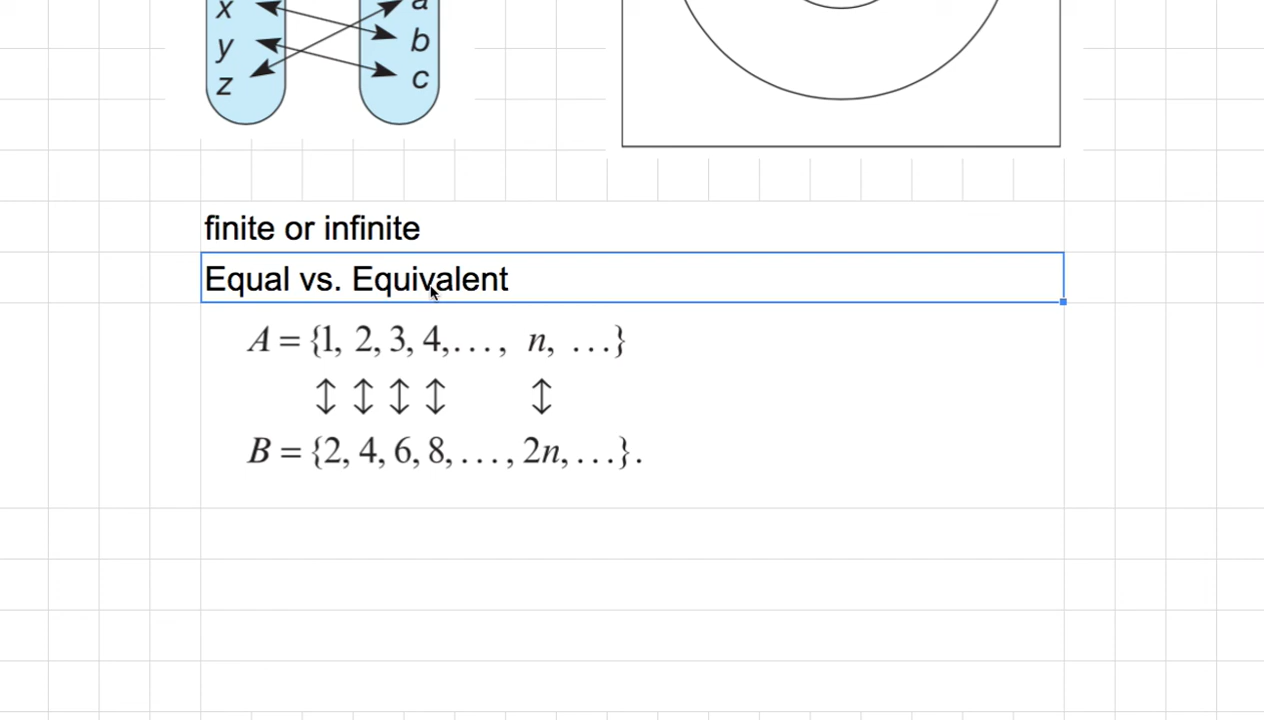 x a
y b
z c
finite or infinite
Equal vs. Equivalent
A = {1, 2, 3, 4,..., n, ...}
↕ ↕ ↕ ↕ ↕
B = {2, 4, 6, 8,..., 2n,...}.